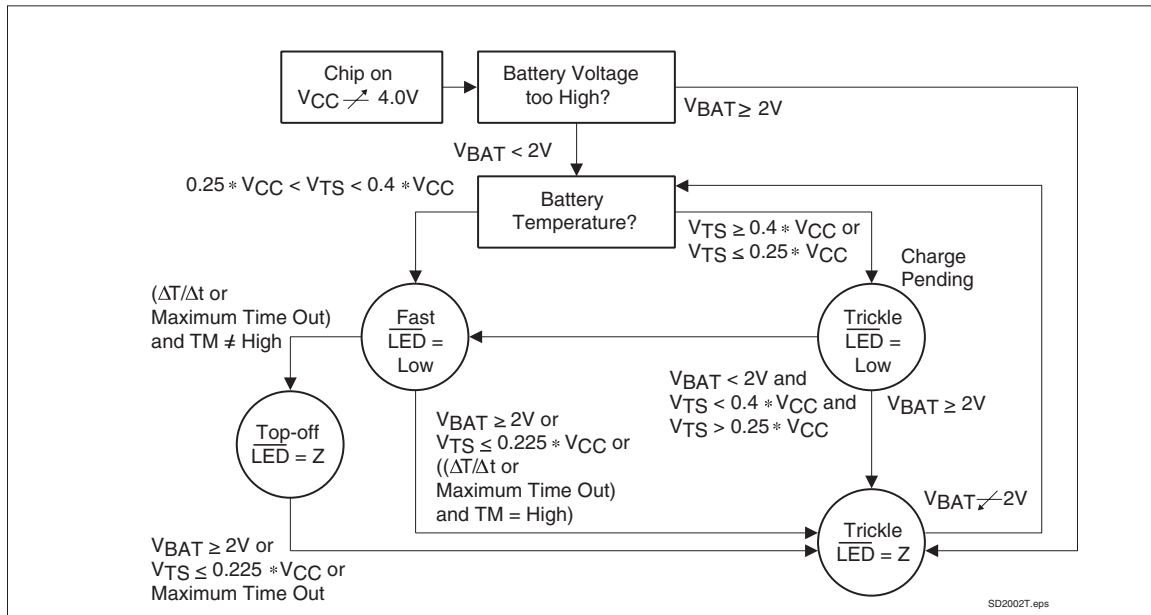 Chip on
VCC ↗ 4.0V
Battery Voltage
too High?
VBAT ≥ 2V
VBAT < 2V
0.25 * VCC < VTS < 0.4 * VCC
Battery
Temperature?
VTS ≥ 0.4 * VCC or
VTS ≤ 0.25 * VCC
Charge
Pending
(ΔT/Δt or
Maximum Time Out)
and TM ≠ High
Fast
LED =
Low
Trickle
LED =
Low
VBAT < 2V and
VTS < 0.4 * VCC and
VTS > 0.25 * VCC
VBAT ≥ 2V
Top-off
LED = Z
VBAT ≥ 2V or
VTS ≤ 0.225 * VCC or
((ΔT/Δt or
Maximum Time Out)
and TM = High)
VBAT ↙ 2V
Trickle
LED = Z
VBAT ≥ 2V or
VTS ≤ 0.225 * VCC or
Maximum Time Out
SD2002T.eps